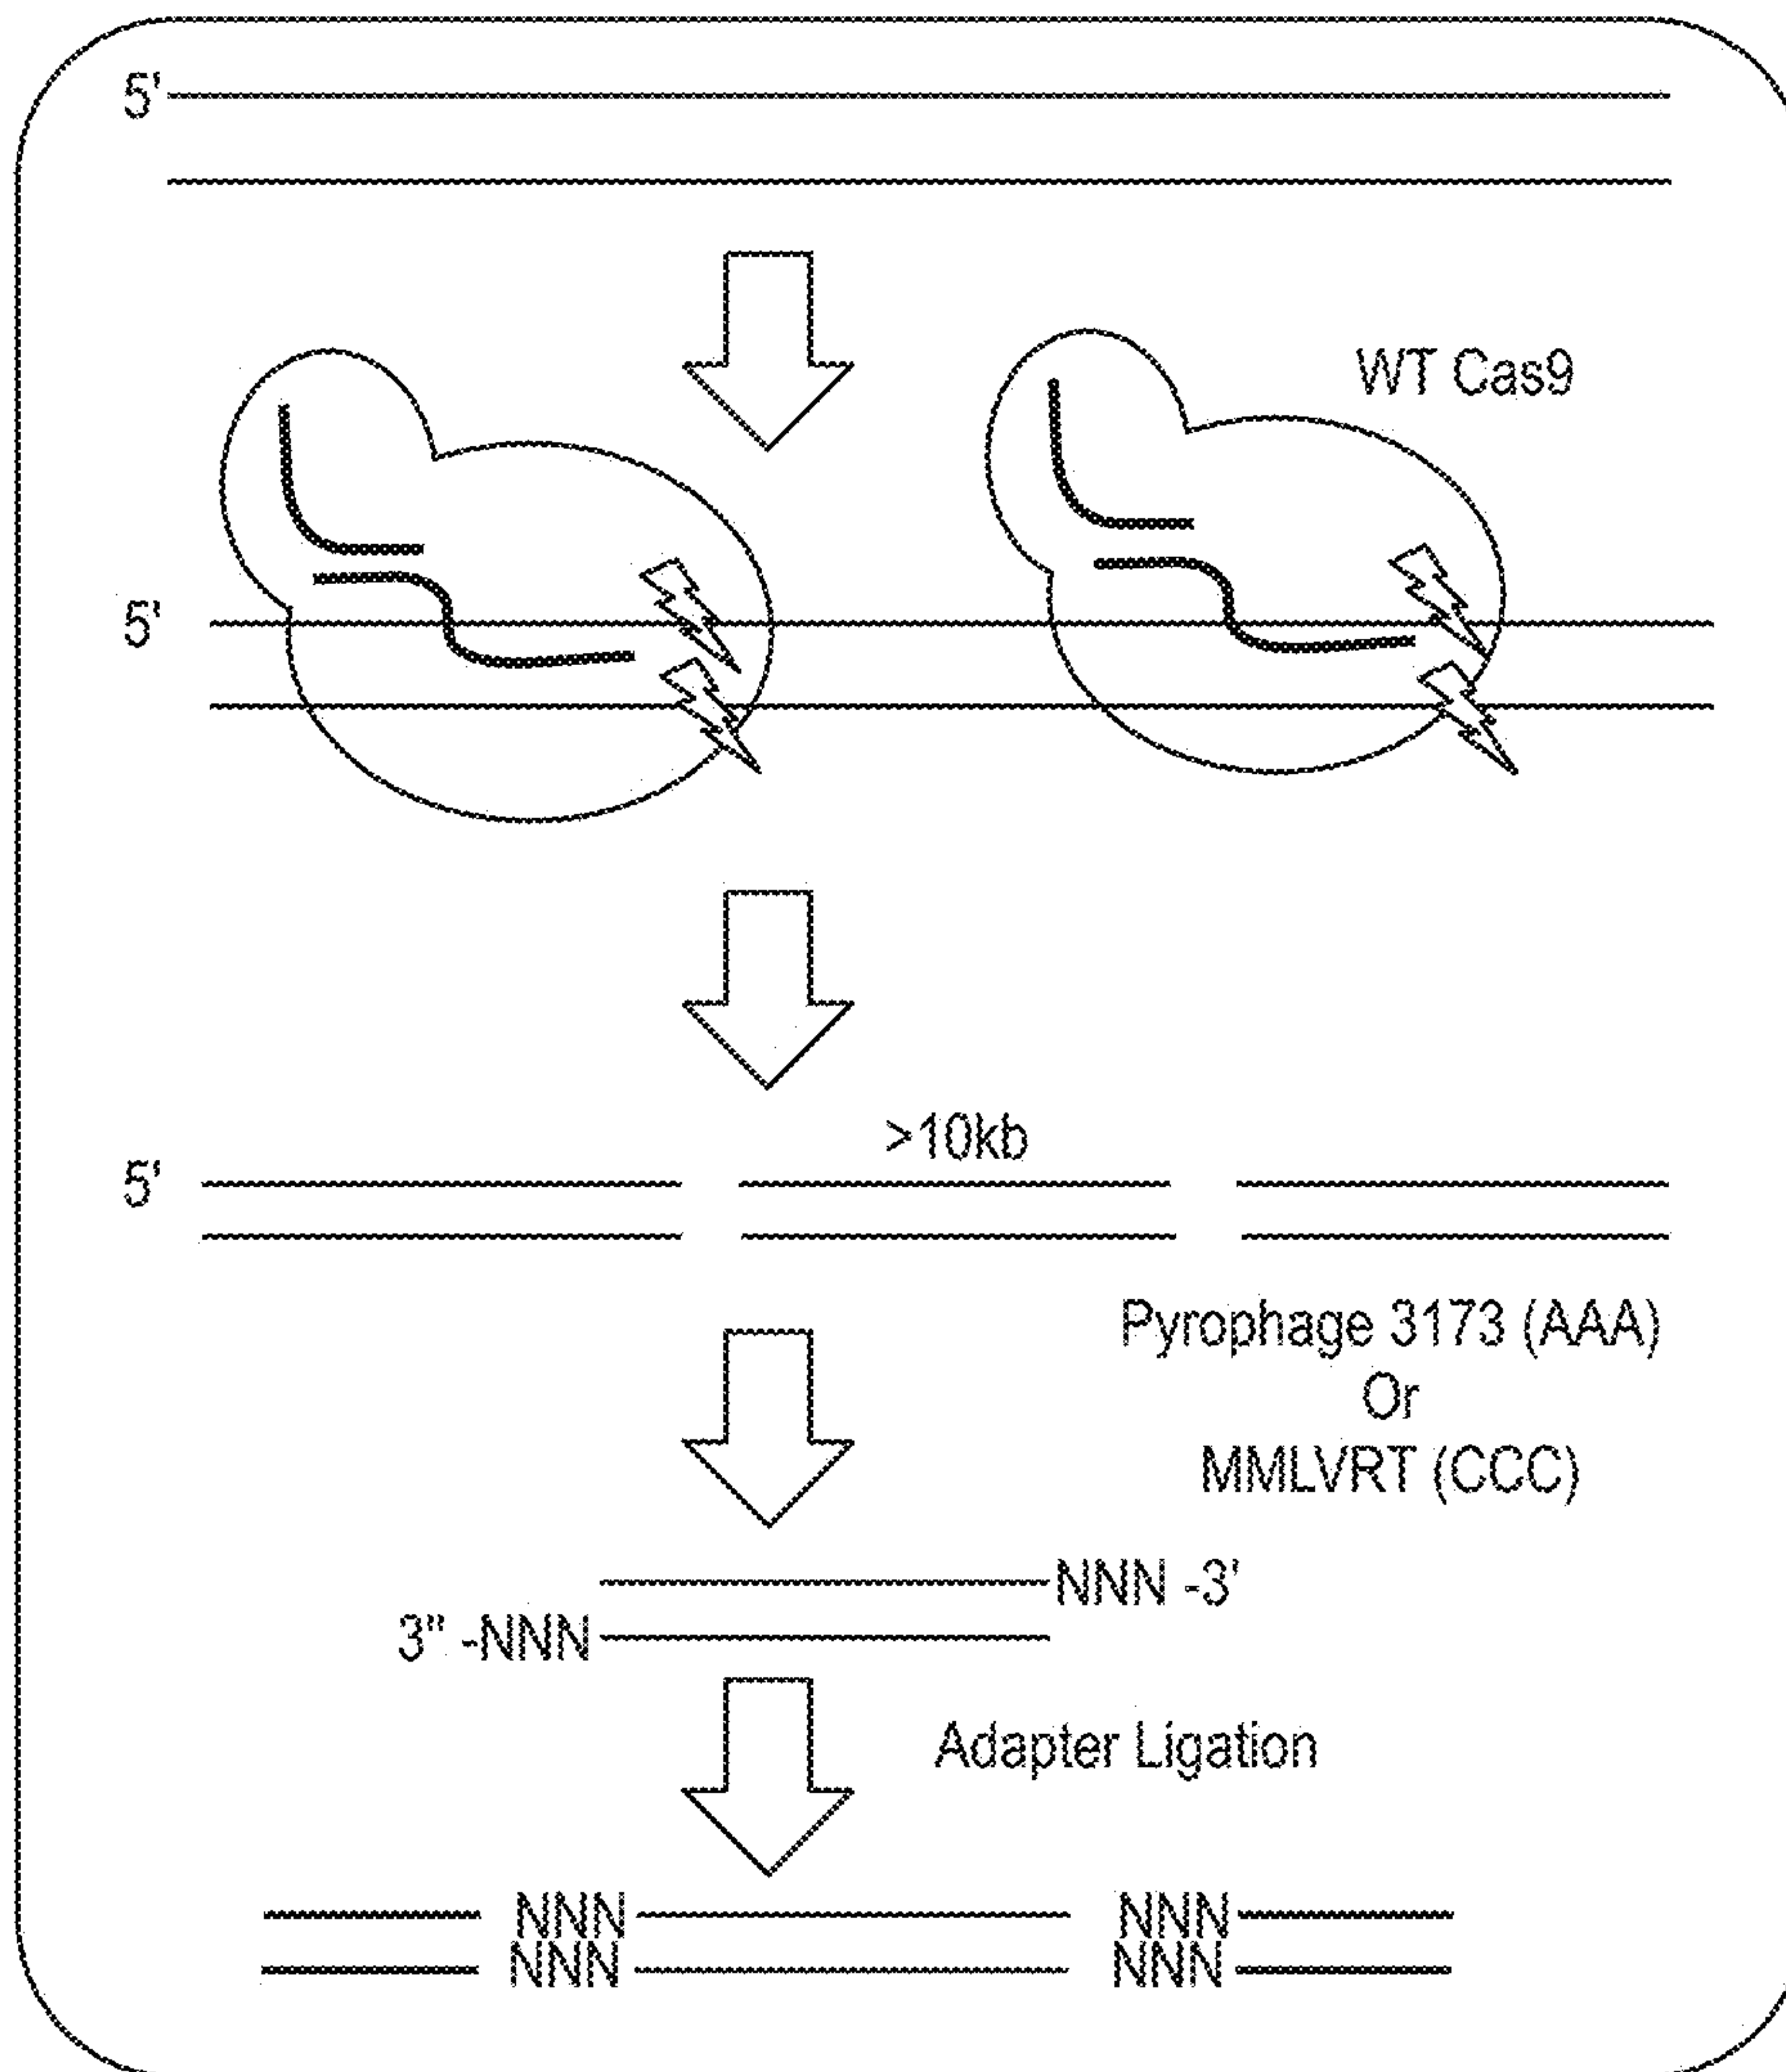 5'
WT Cas9
5'
>10kb
5'
Pyrophage 3173 (AAA)
Or
MMLVRT (CCC)
NNN -3'
3" -NNN
Adapter Ligation
NNN NNN
NNN NNN